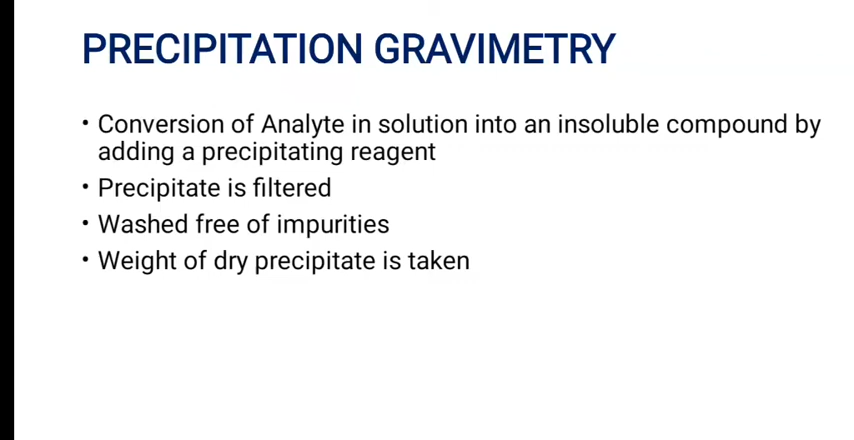 PRECIPITATION GRAVIMETRY
• Conversion of Analyte in solution into an insoluble compound by
adding a precipitating reagent
• Precipitate is filtered
• Washed free of impurities
• Weight of dry precipitate is taken